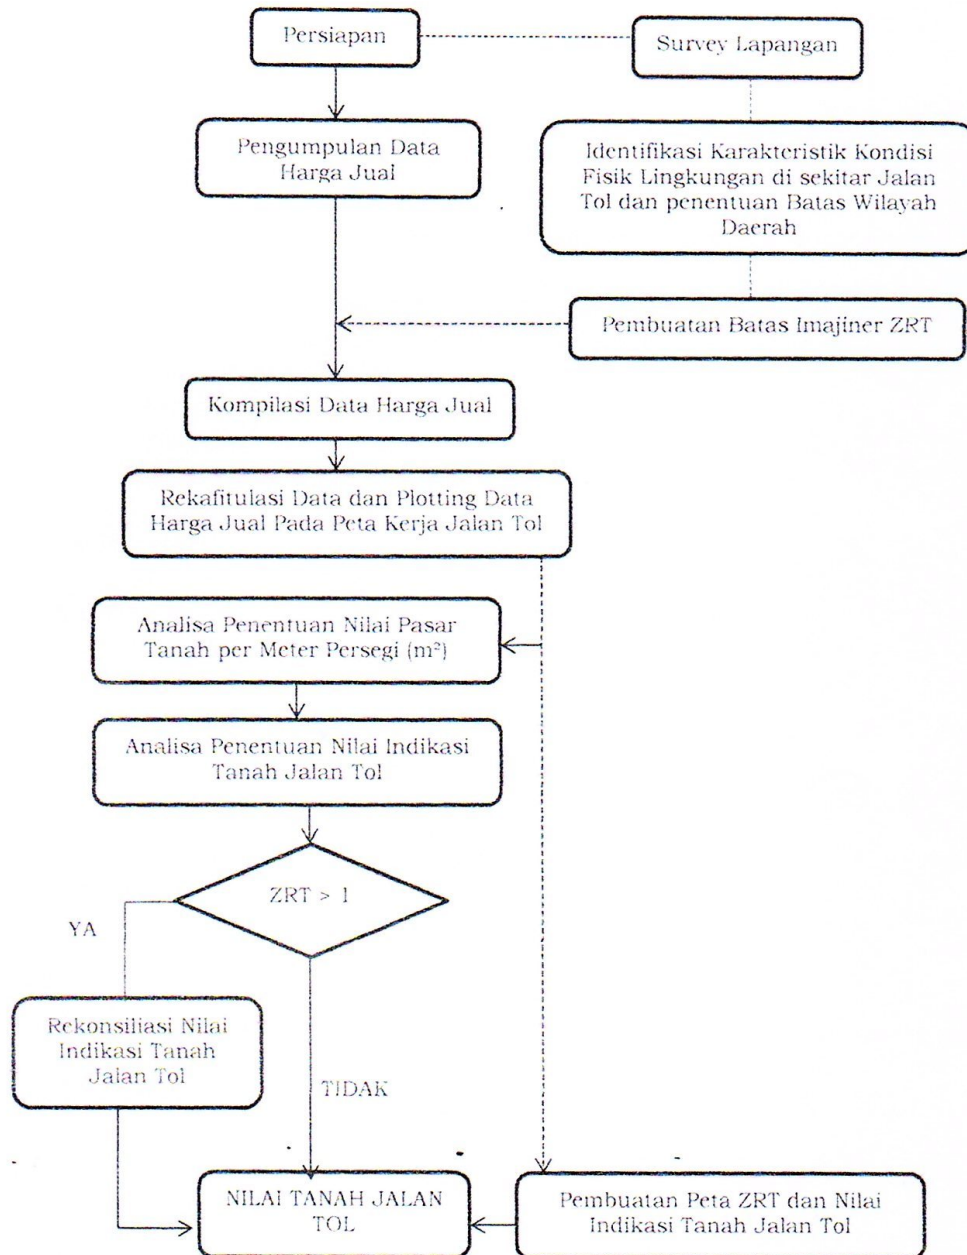 Persiapan
Survey Lapangan
Pengumpulan Data
Harga Jual
Identifikasi Karakteristik Kondisi
Fisik Lingkungan di sekitar Jalan
Tol dan penentuan Batas Wilayah
Daerah
Pembuatan Batas Imajiner ZRT
Kompilasi Data Harga Jual
Rekafitulasi Data dan Plotting Data
Harga Jual Pada Peta Kerja Jalan Tol
Analisa Penentuan Nilai Pasar
Tanah per Meter Persegi (m²)
Analisa Penentuan Nilai Indikasi
Tanah Jalan Tol
ZRT > 1
YA
Rekonsiliasi Nilai
Indikasi Tanah
Jalan Tol
TIDAK
NILAI TANAH JALAN
TOL
Pembuatan Peta ZRT dan Nilai
Indikasi Tanah Jalan Tol